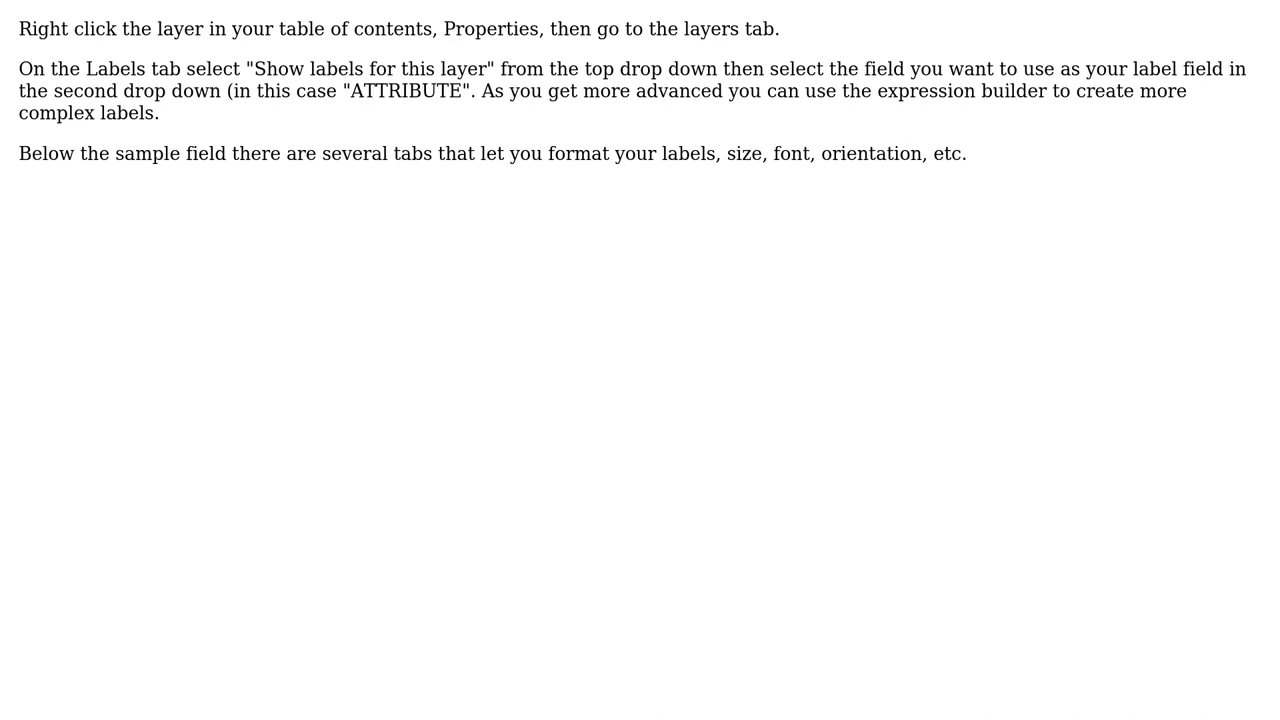 Right click the layer in your table of contents, Properties, then go to the layers tab.
On the Labels tab select "Show labels for this layer" from the top drop down then select the field you want to use as your label field in
the second drop down (in this case "ATTRIBUTE". As you get more advanced you can use the expression builder to create more
complex labels.
Below the sample field there are several tabs that let you format your labels, size, font, orientation, etc.